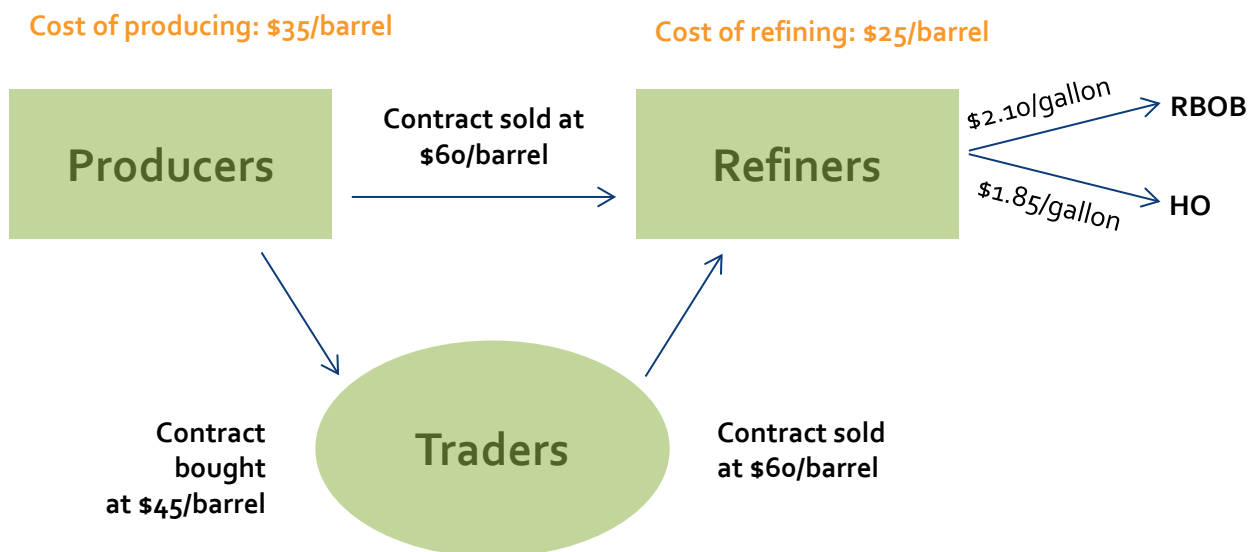 Cost of producing: $35/barrel
Cost of refining: $25/barrel
Producers
Contract sold at
$60/barrel
Refiners
$2.10/gallon
RBOB
$1.85/gallon
HO
Contract
bought
at $45/barrel
Traders
Contract sold
at $60/barrel